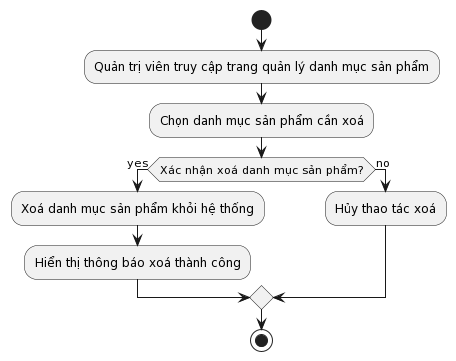 Quản trị viên truy cập trang quản lý danh mục sản phẩm
Chọn danh mục sản phẩm cần xoá
Xác nhận xoá danh mục sản phẩm?
yes
no
Xoá danh mục sản phẩm khỏi hệ thống
Hủy thao tác xoá
Hiển thị thông báo xoá thành công